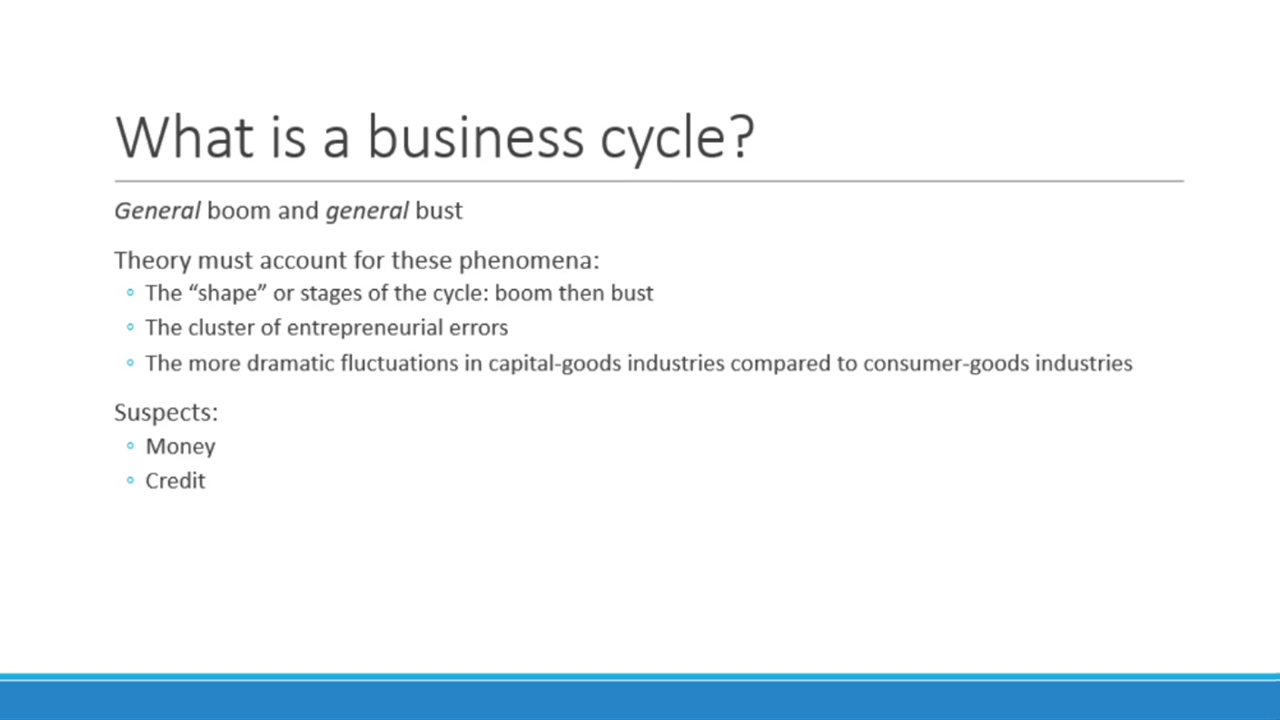 What is a business cycle?
General boom and general bust
Theory must account for these phenomena:
◦ The “shape” or stages of the cycle: boom then bust
◦ The cluster of entrepreneurial errors
◦ The more dramatic fluctuations in capital-goods industries compared to consumer-goods industries
Suspects:
◦ Money
◦ Credit